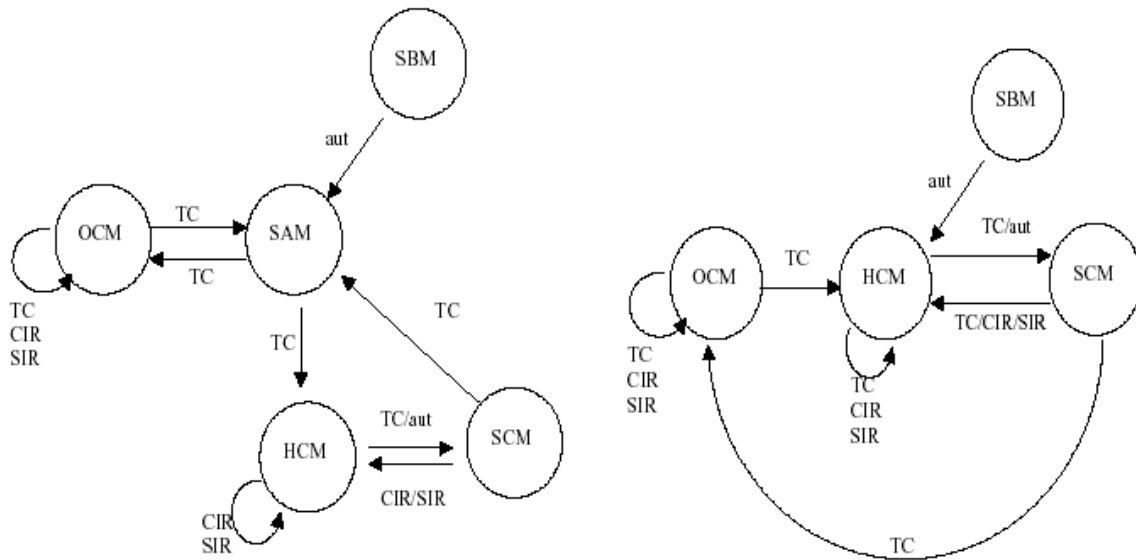 SBM
aut
OCM
TC
SAM
TC
TC
CIR
SIR
TC
TC
HCM
TC/aut
SCM
CIR/SIR
CIR
SIR
SBM
aut
OCM
TC
HCM
TC/aut
SCM
TC/CIR/SIR
TC
CIR
SIR
TC
CIR
SIR
TC